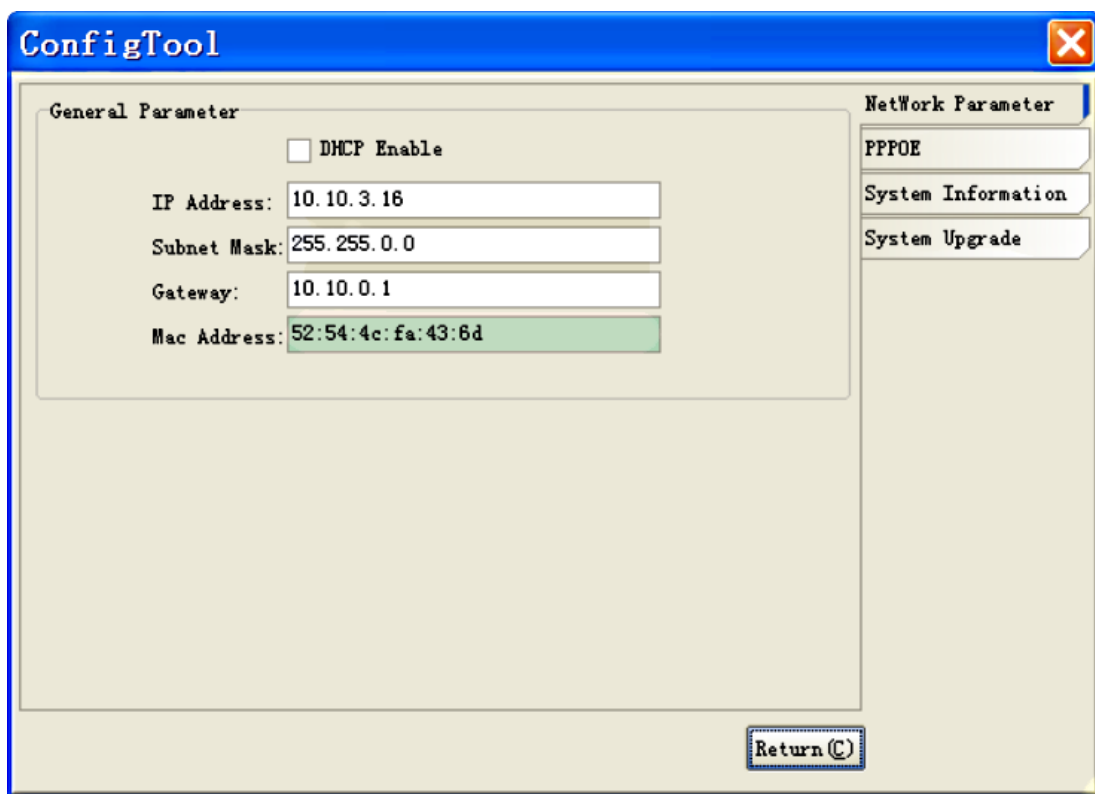 ConfigTool
General Parameter
DHCP Enable
IP Address: 10.10.3.16
Subnet Mask: 255.255.0.0
Gateway: 10.10.0.1
Mac Address: 52:54:4c:fa:43:6d
NetWork Parameter
PPPOE
System Information
System Upgrade
Return(C)